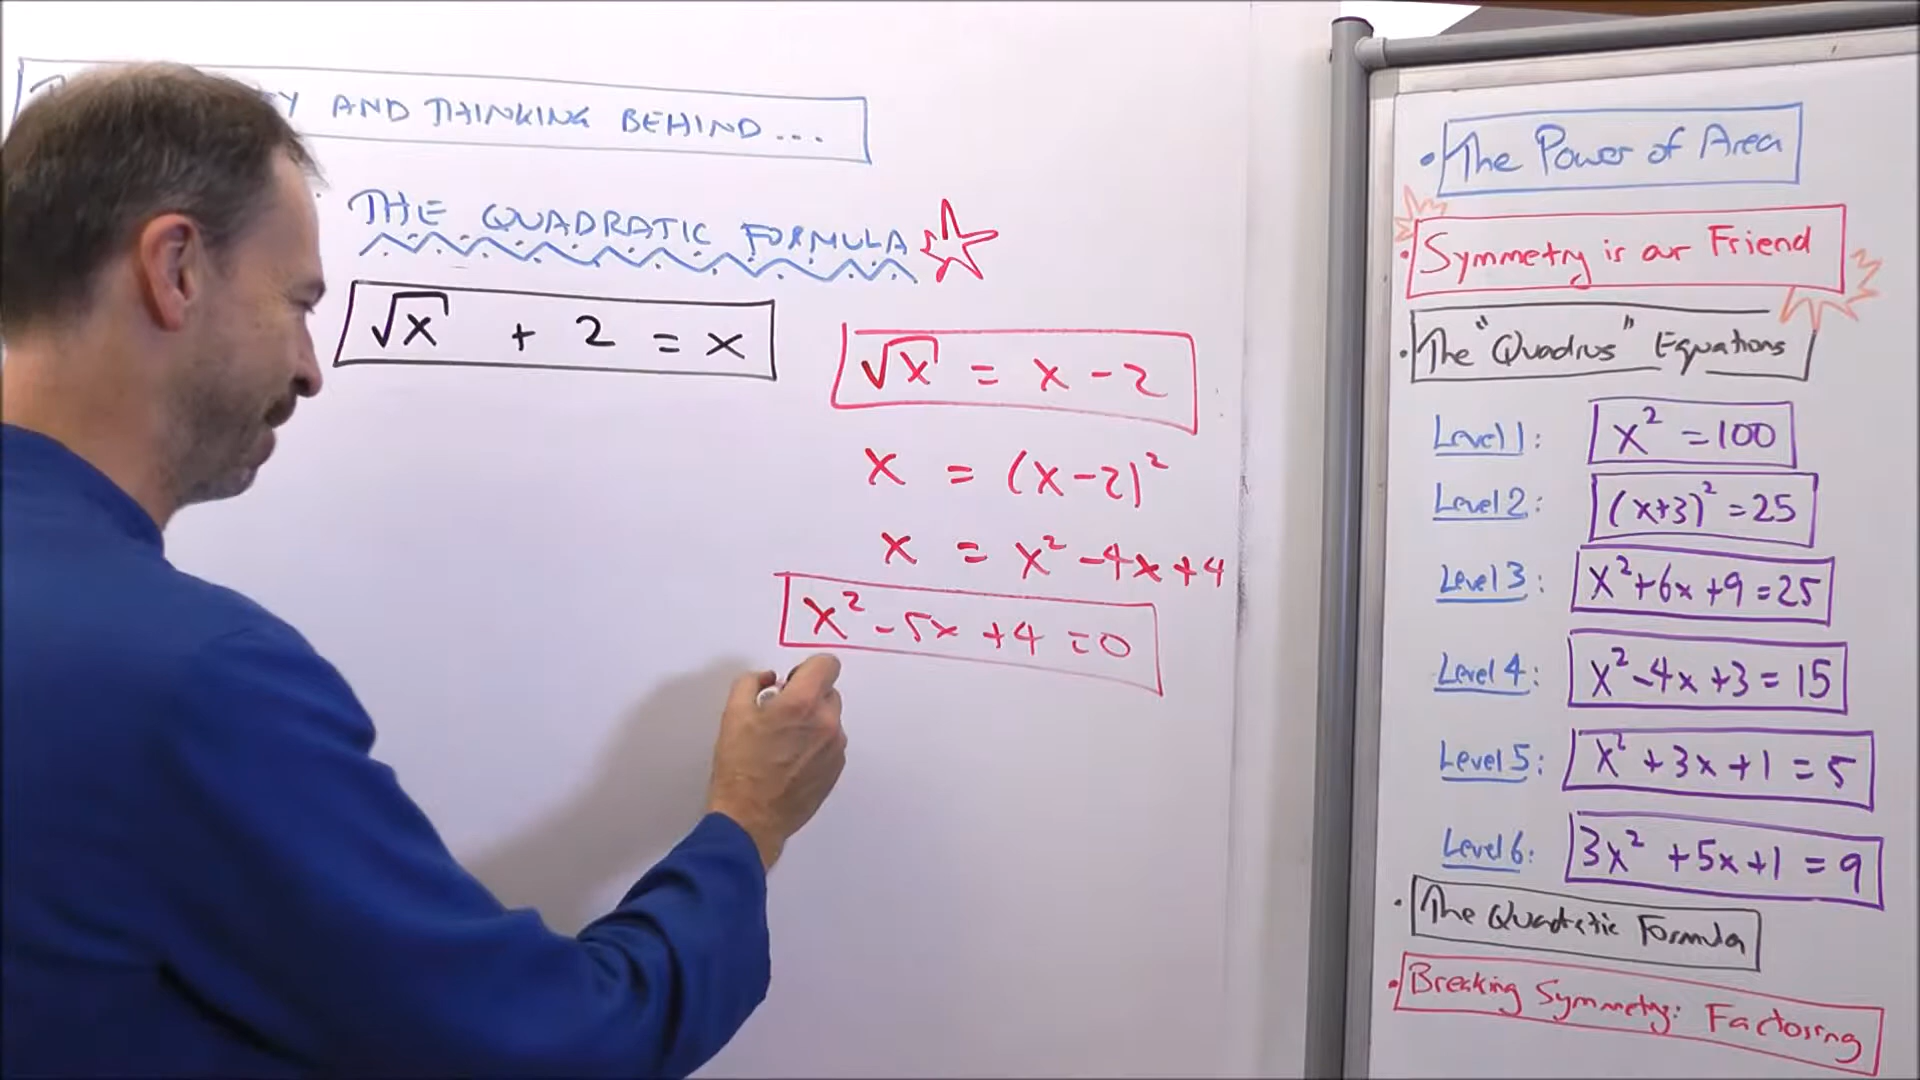 AND THINKING BEHIND...
THE QUADRATIC FORMULA
√x + 2 = x
√x = x - 2
x = (x-2)²
x = x² - 4x + 4
x² - 5x + 4 = 0
• The Power of Area
• Symmetry is our Friend
• The "Quadrus" Equations
Level 1: x² = 100
Level 2: (x+3)² = 25
Level 3: x² + 6x + 9 = 25
Level 4: x² - 4x + 3 = 15
Level 5: x² + 3x + 1 = 5
Level 6: 3x² + 5x + 1 = 9
• The Quadratic Formula
• Breaking Symmetry: Factoring